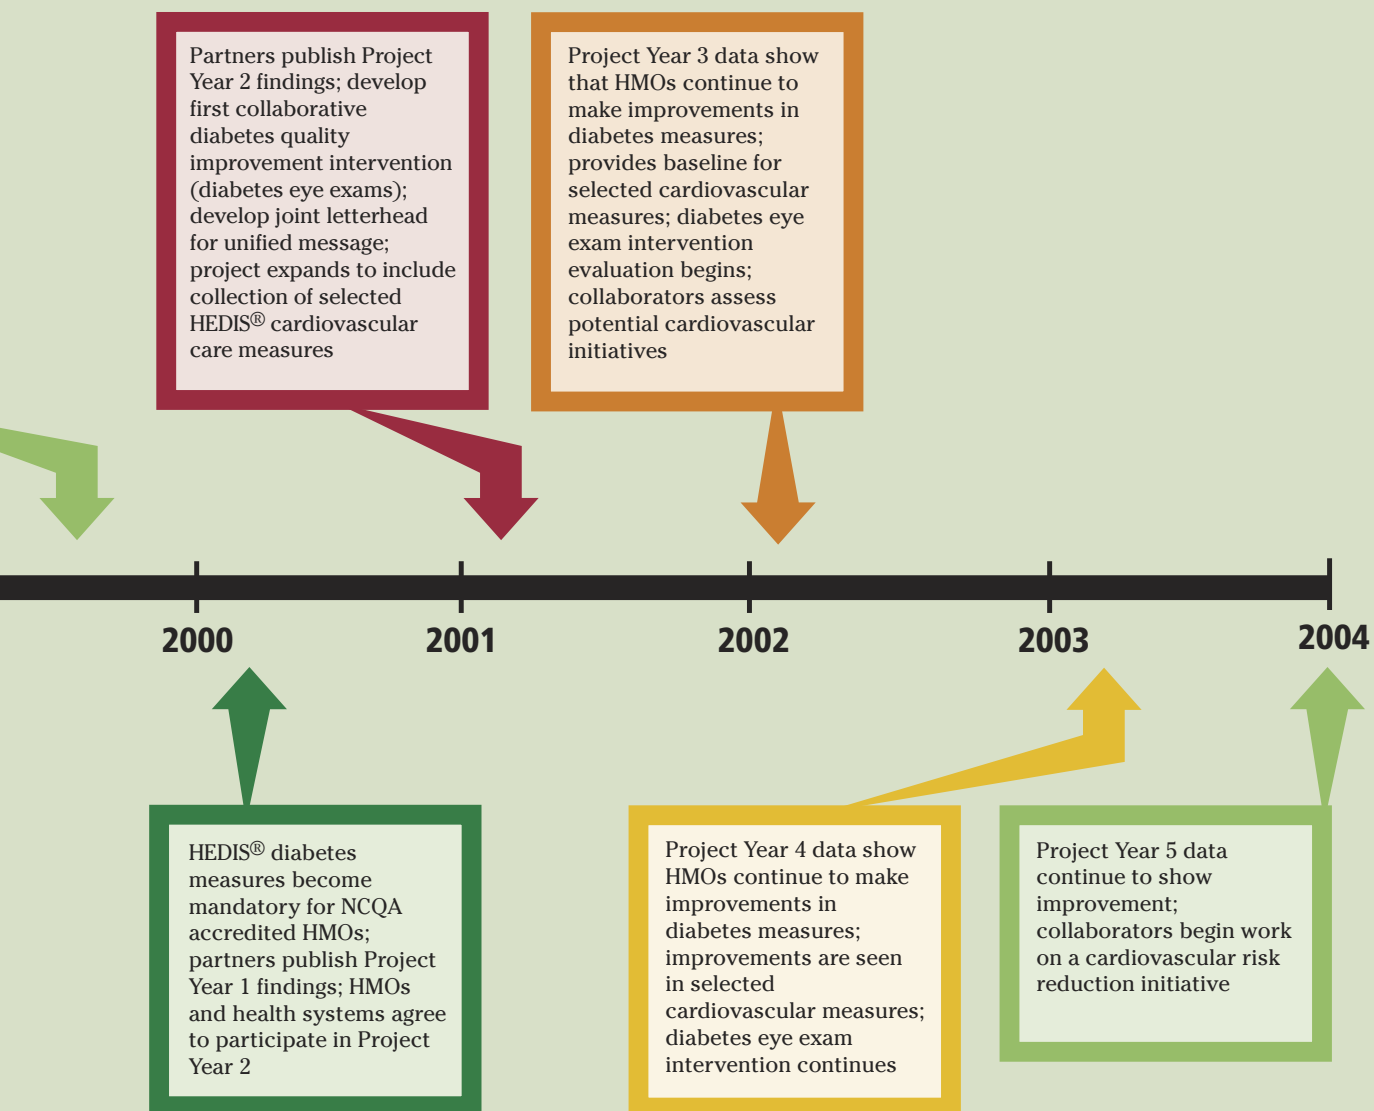 Partners publish Project
Year 2 findings; develop
first collaborative
diabetes quality
improvement intervention
(diabetes eye exams);
develop joint letterhead
for unified message;
project expands to include
collection of selected
HEDIS® cardiovascular
care measures
Project Year 3 data show
that HMOs continue to
make improvements in
diabetes measures;
provides baseline for
selected cardiovascular
measures; diabetes eye
exam intervention
evaluation begins;
collaborators assess
potential cardiovascular
initiatives
2000
2001
2002
2003
2004
HEDIS® diabetes
measures become
mandatory for NCQA
accredited HMOs;
partners publish Project
Year 1 findings; HMOs
and health systems agree
to participate in Project
Year 2
Project Year 4 data show
HMOs continue to make
improvements in
diabetes measures;
improvements are seen
in selected
cardiovascular measures;
diabetes eye exam
intervention continues
Project Year 5 data
continue to show
improvement;
collaborators begin work
on a cardiovascular risk
reduction initiative